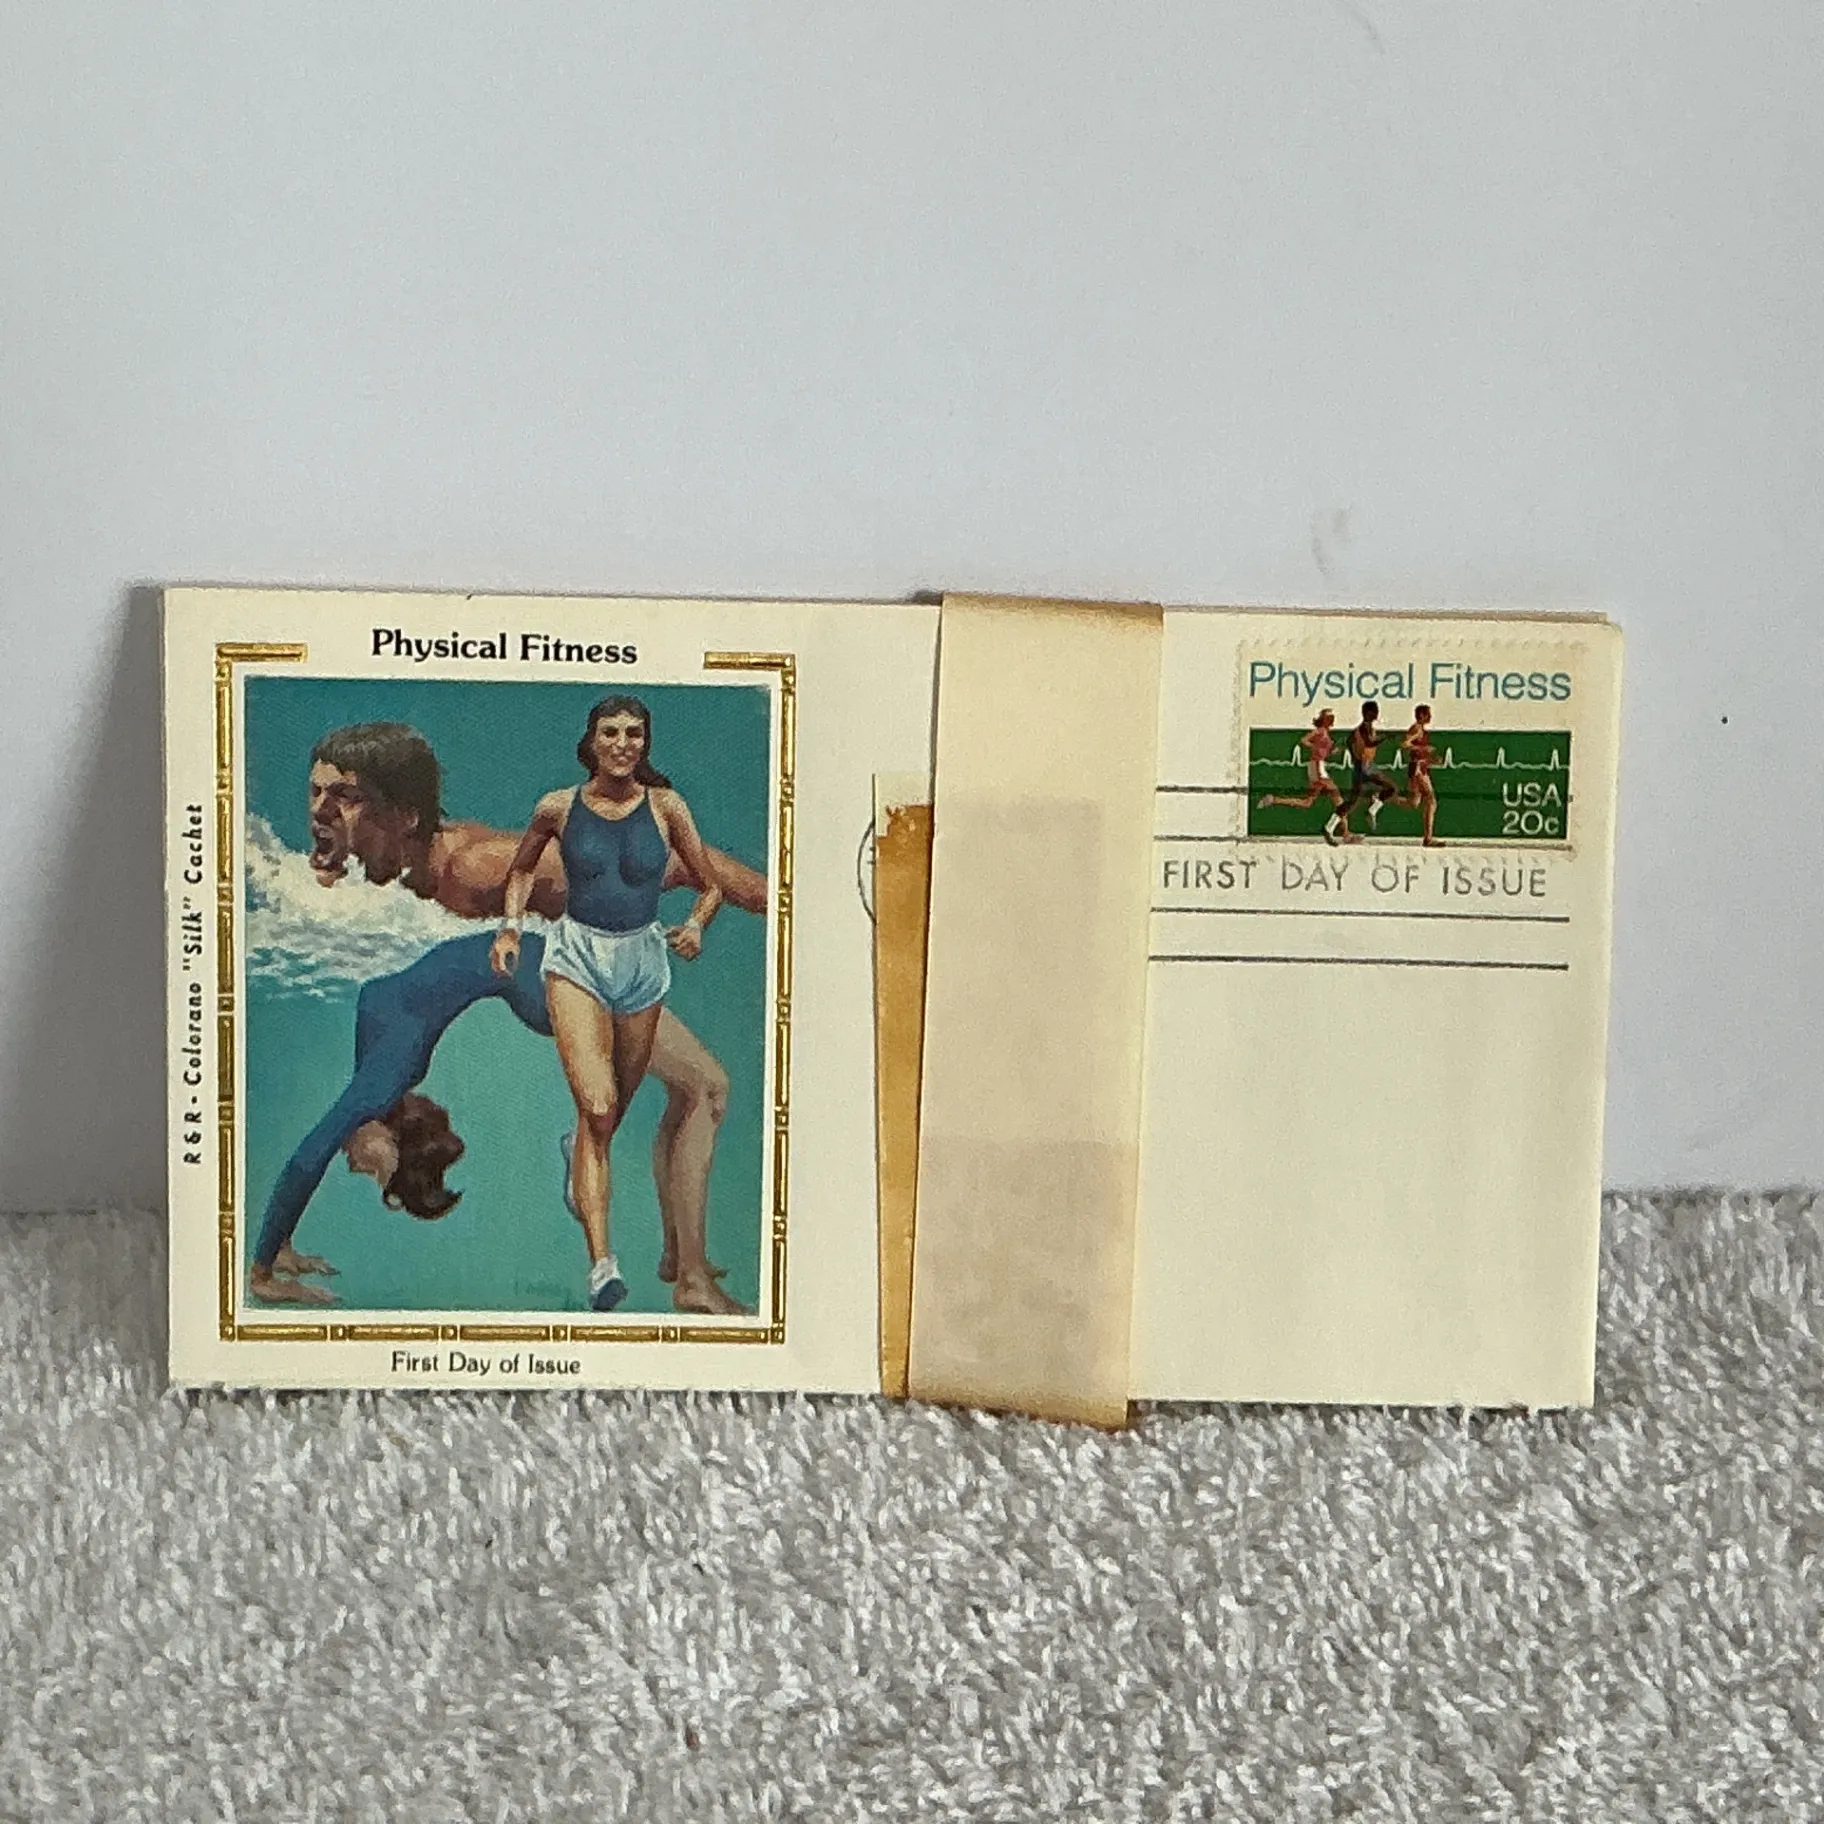 Physical Fitness
R & R - Colorano "Silk" Cachet
First Day of Issue
Physical Fitness
USA
20c
FIRST DAY OF ISSUE